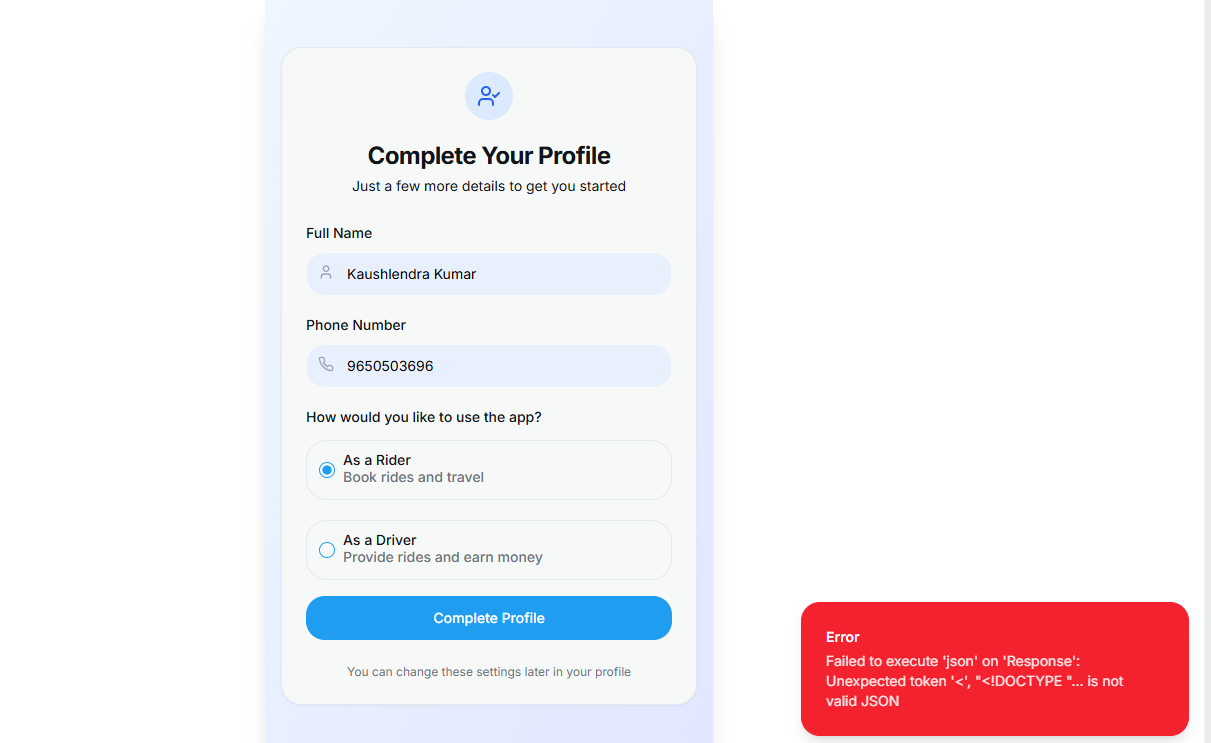 Complete Your Profile
Just a few more details to get you started
Full Name
Kaushlendra Kumar
Phone Number
9650503696
How would you like to use the app?
As a Rider
Book rides and travel
As a Driver
Provide rides and earn money
Complete Profile
You can change these settings later in your profile
Error
Failed to execute 'json' on 'Response':
Unexpected token '<', "<!DOCTYPE "... is not
valid JSON